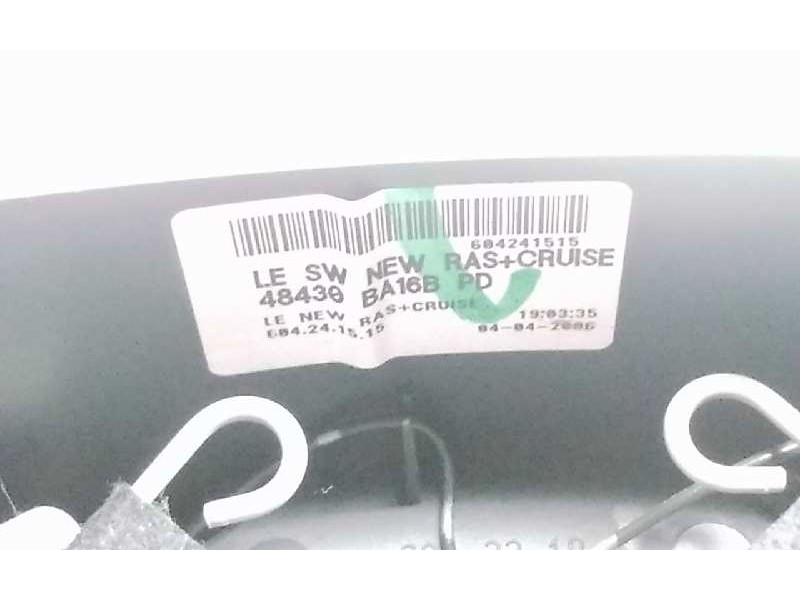 604241515
LE SW NEW RAS+CRUISE
48430 BA16B PD
LE NEW RAS+CRUISE 19:03:35
604.24.15.15 04-04-2006